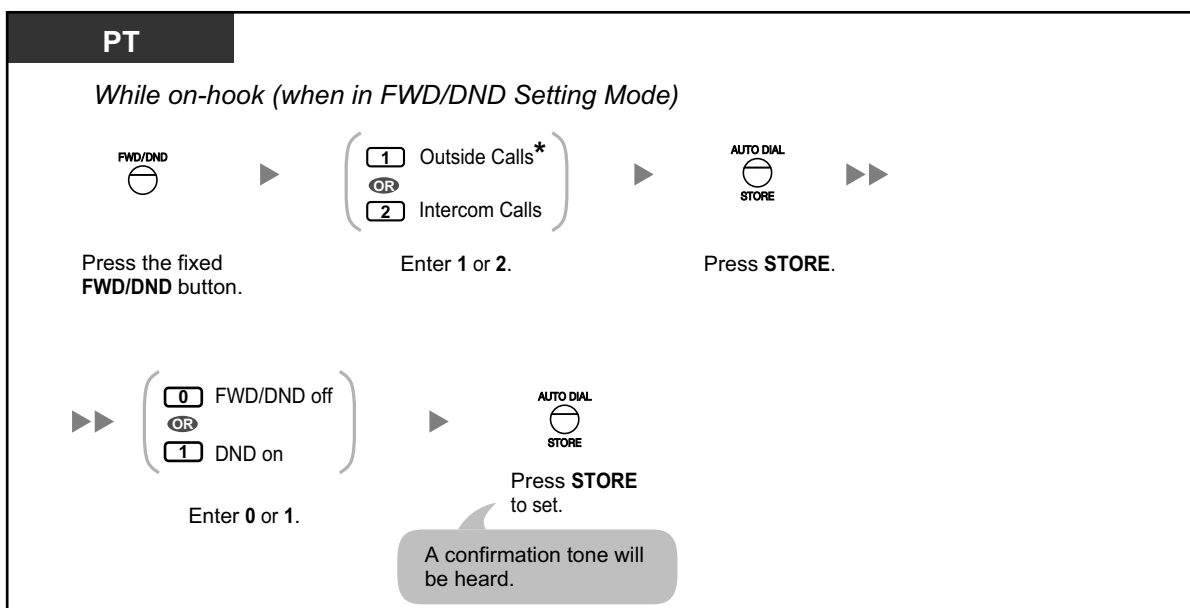 PT
While on-hook (when in FWD/DND Setting Mode)
FWD/DND
1 Outside Calls*
OR
2 Intercom Calls
AUTO DIAL
STORE
Press the fixed
FWD/DND button.
Enter 1 or 2.
Press STORE.
0 FWD/DND off
OR
1 DND on
AUTO DIAL
STORE
Enter 0 or 1.
Press STORE
to set.
A confirmation tone will
be heard.